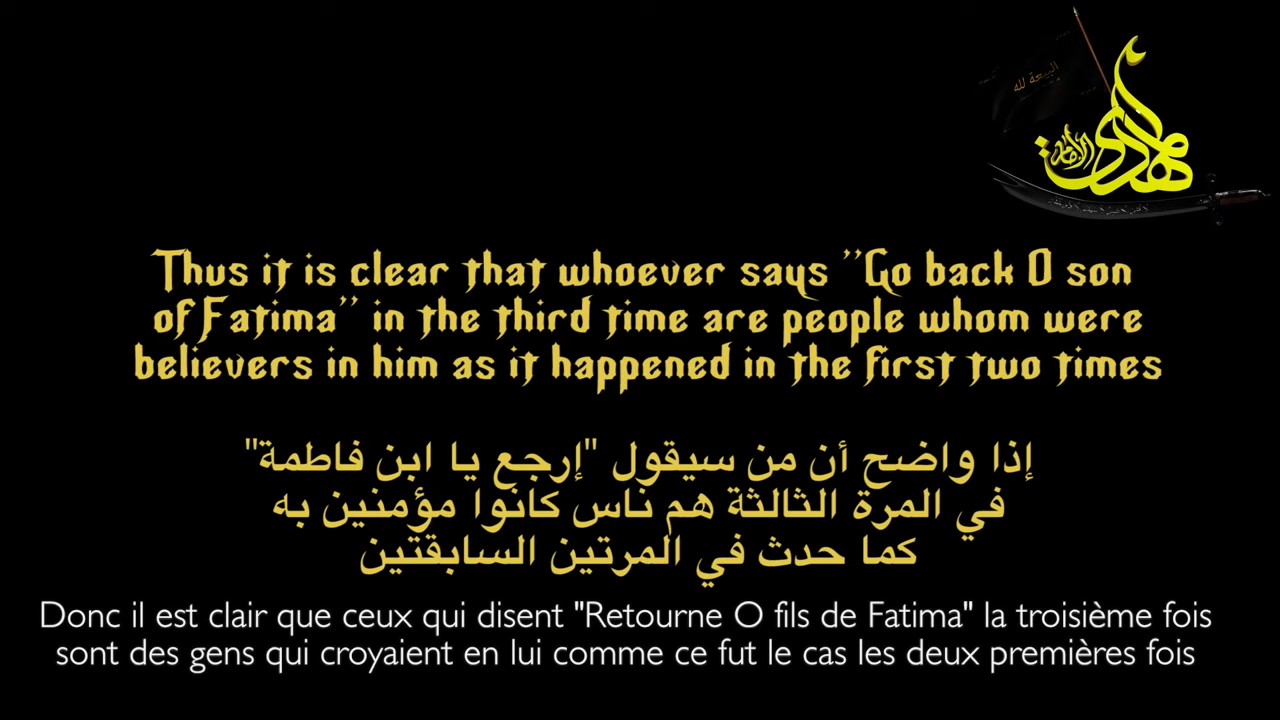 البيعة لله
الإمام
المهدي
Thus it is clear that whoever says "Go back O son
of Fatima" in the third time are people whom were
believers in him as it happened in the first two times
إذا واضح أن من سيقول "إرجع يا ابن فاطمة"
في المرة الثالثة هم ناس كانوا مؤمنين به
كما حدث في المرتين السابقتين
Donc il est clair que ceux qui disent "Retourne O fils de Fatima" la troisième fois
sont des gens qui croyaient en lui comme ce fut le cas les deux premières fois